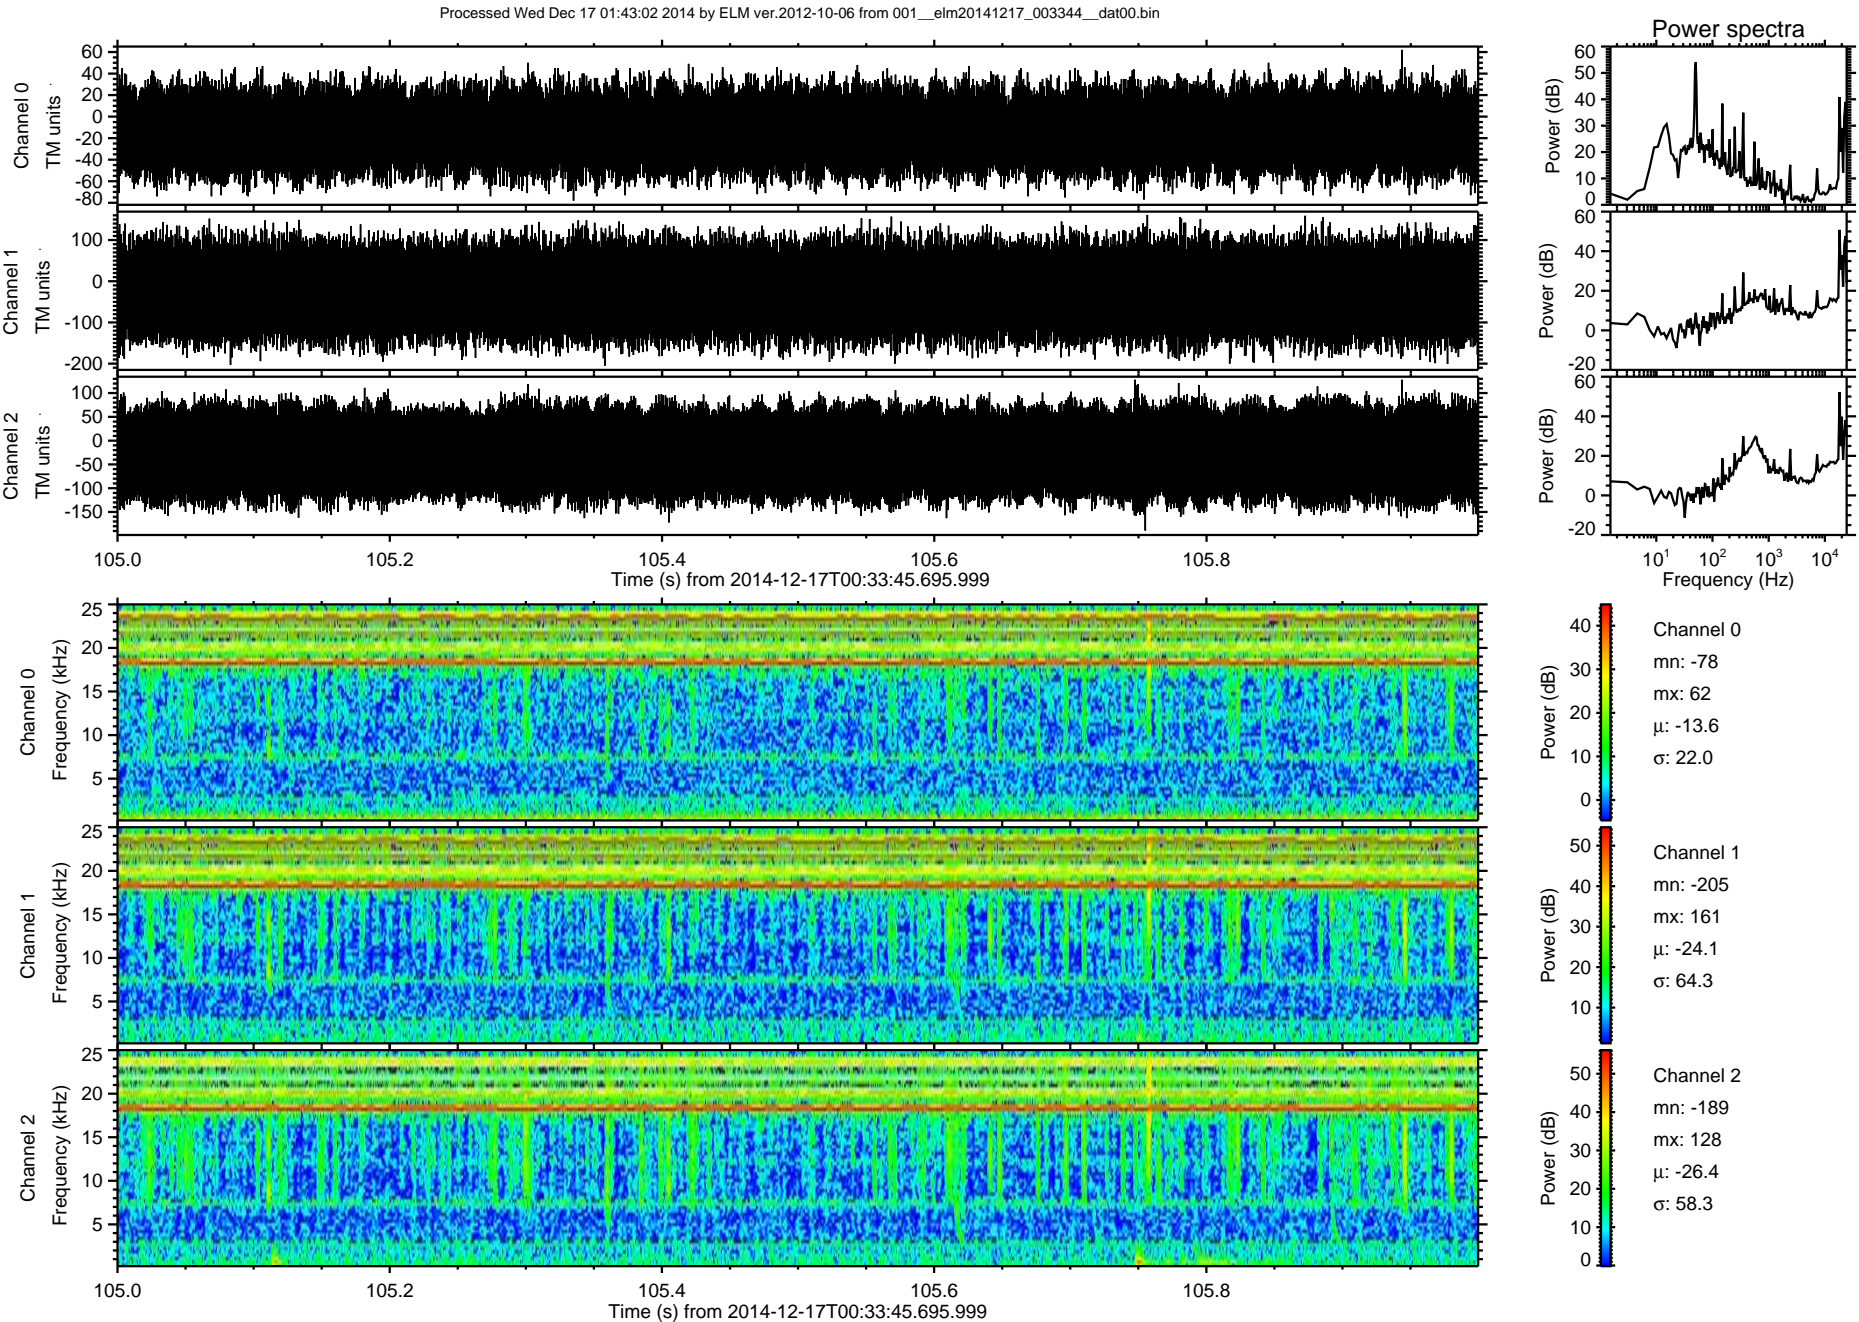 Processed Wed Dec 17 01:43:02 2014 by ELM ver.2012-10-06 from 001__elm20141217_003344__dat00.bin
Power spectra
Channel 0
TM units
60
40
20
0
-20
-40
-60
-80
Power (dB)
60
50
40
30
20
10
0
Channel 1
TM units
100
0
-100
-200
Power (dB)
60
40
20
0
-20
Channel 2
TM units
100
50
0
-50
-100
-150
Power (dB)
60
40
20
0
-20
105.0 105.2 105.4 105.6 105.8
Time (s) from 2014-12-17T00:33:45.695.999
10¹ 10² 10³ 10⁴
Frequency (Hz)
Channel 0
Frequency (kHz)
25
20
15
10
5
Power (dB)
40
30
20
10
0
Channel 0
mn: -78
mx: 62
μ: -13.6
σ: 22.0
Channel 1
Frequency (kHz)
25
20
15
10
5
Power (dB)
50
40
30
20
10
Channel 1
mn: -205
mx: 161
μ: -24.1
σ: 64.3
Channel 2
Frequency (kHz)
25
20
15
10
5
Power (dB)
50
40
30
20
10
0
Channel 2
mn: -189
mx: 128
μ: -26.4
σ: 58.3
105.0 105.2 105.4 105.6 105.8
Time (s) from 2014-12-17T00:33:45.695.999